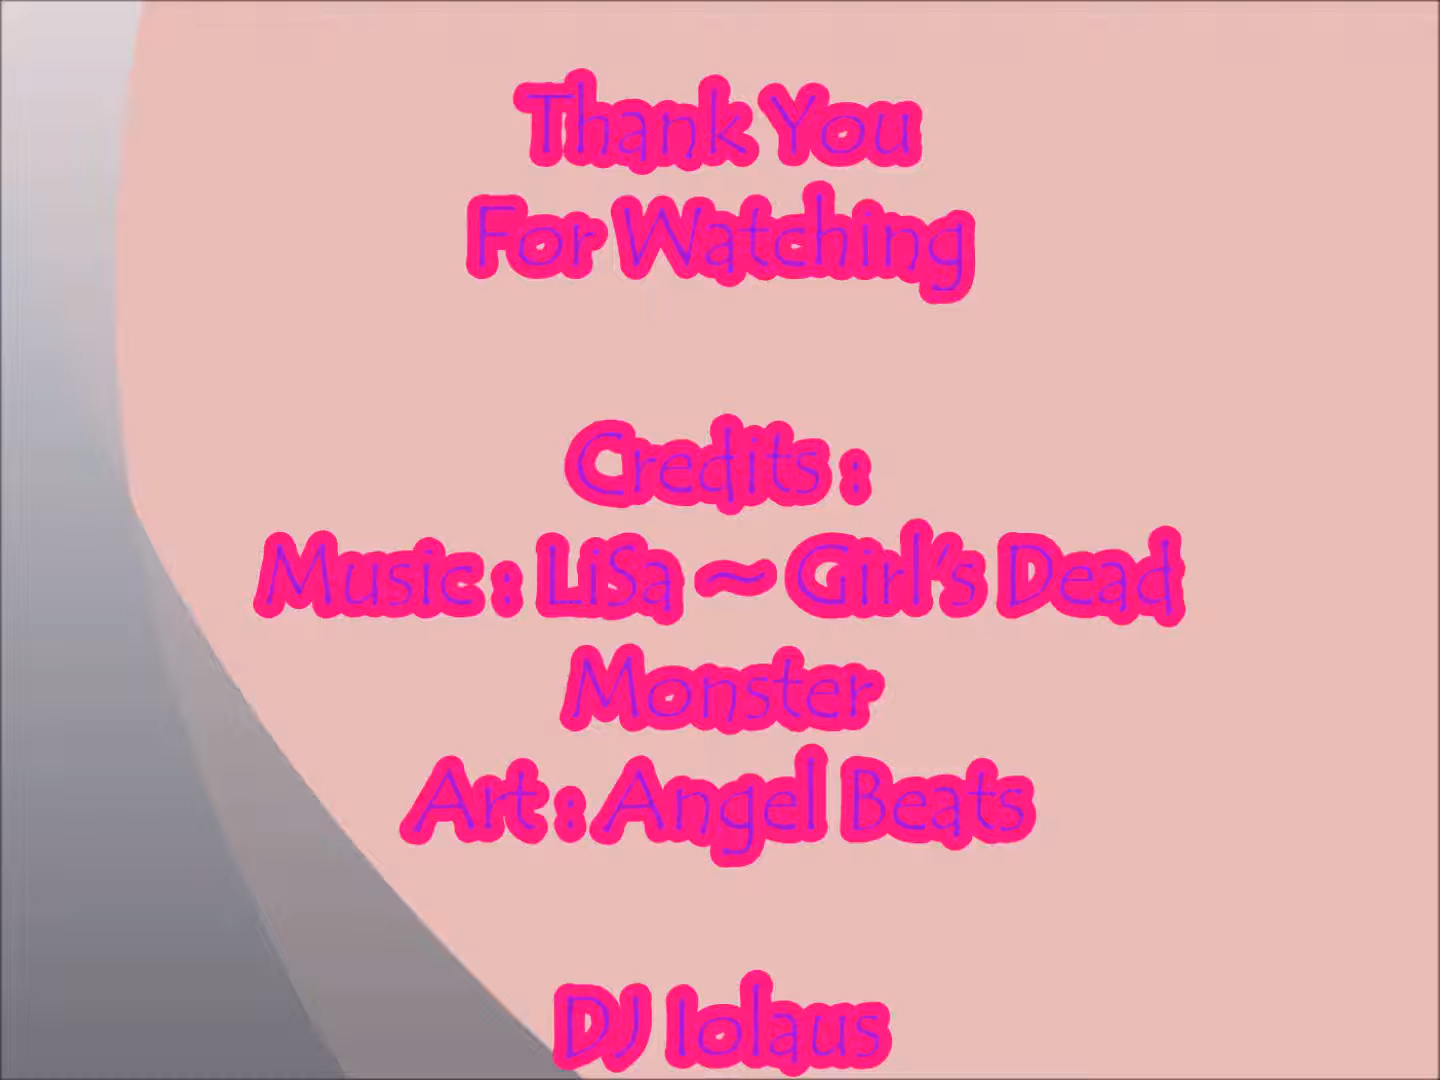 Thank You
For Watching
Credits :
Music : LiSa ~ Girl's Dead
Monster
Art : Angel Beats
DJ Iolaus